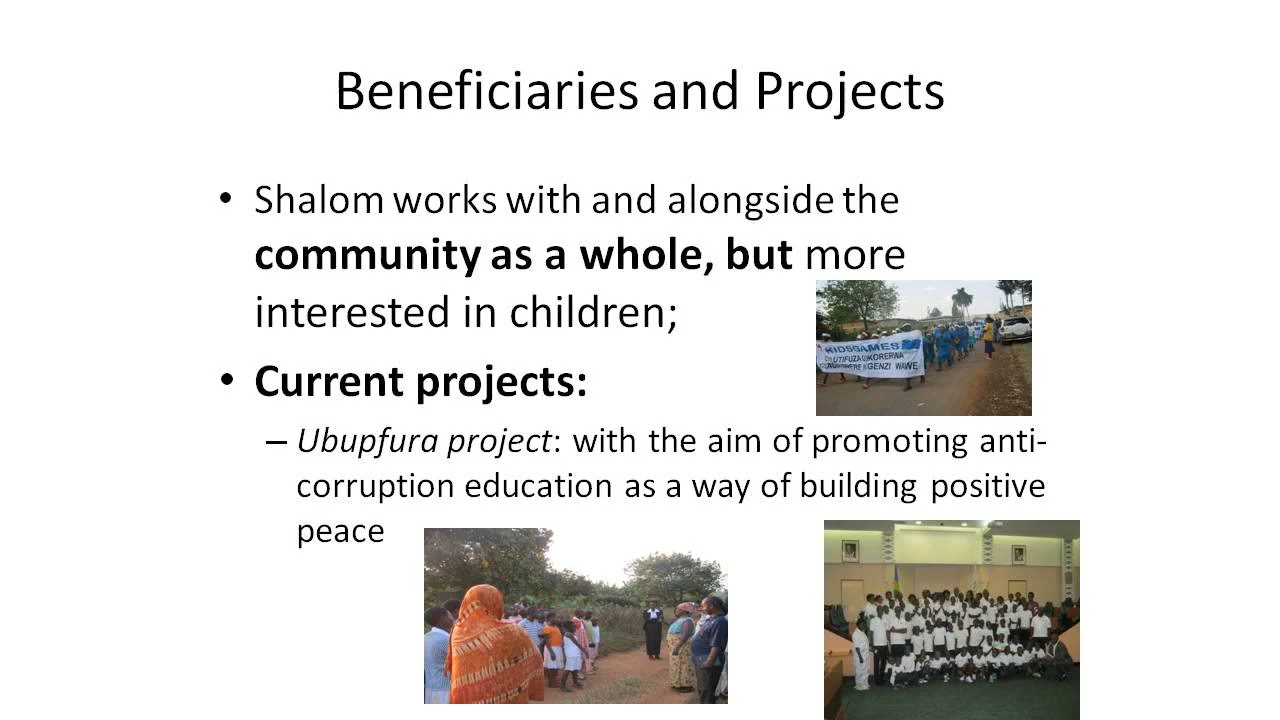 Beneficiaries and Projects
• Shalom works with and alongside the
community as a whole, but more
interested in children;
• Current projects:
– Ubupfura project: with the aim of promoting anti-
corruption education as a way of building positive
peace
KIDSGAMES
WAWE